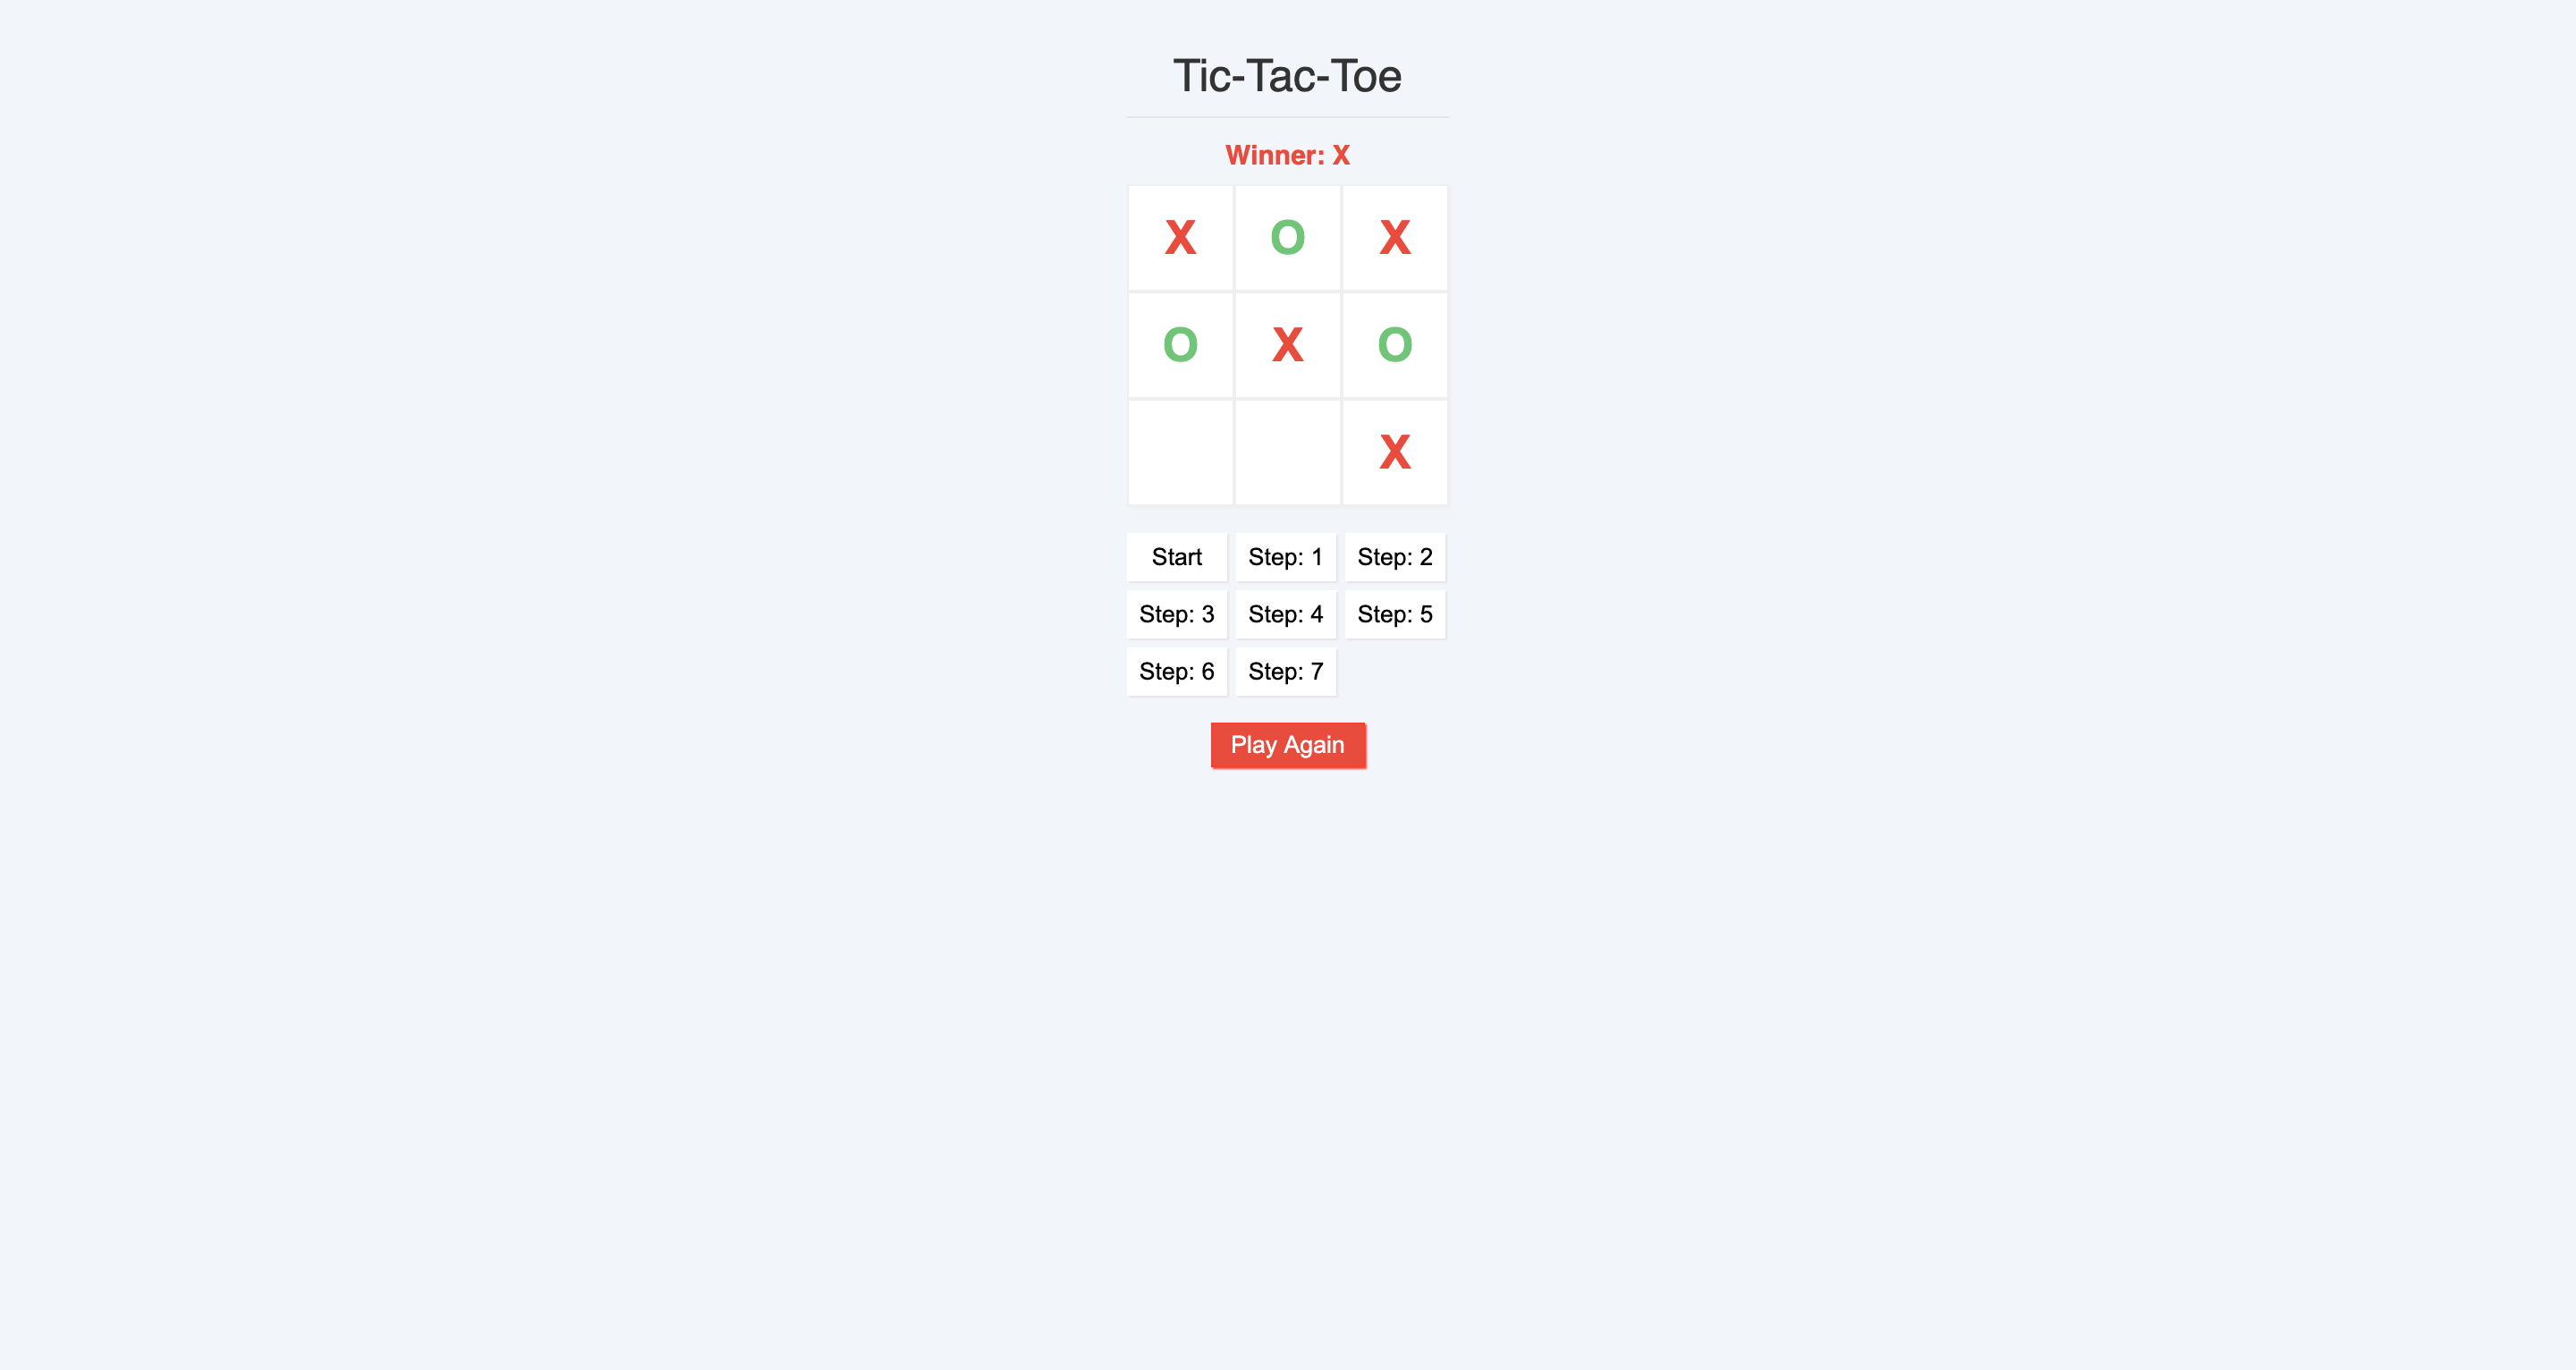 Tic-Tac-Toe
Winner: X
X O X
O X O
X
Start Step: 1 Step: 2
Step: 3 Step: 4 Step: 5
Step: 6 Step: 7
Play Again